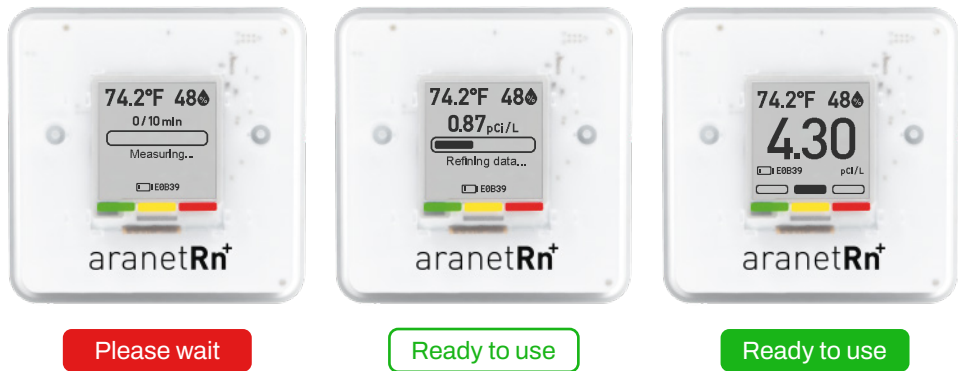 74.2°F 48%
0/10 min
Measuring...
E0B39
aranetRn+
Please wait
74.2°F 48%
0.87 pCi/L
Refining data...
E0B39
aranetRn+
Ready to use
74.2°F 48%
4.30
E0B39 pCi/L
aranetRn+
Ready to use